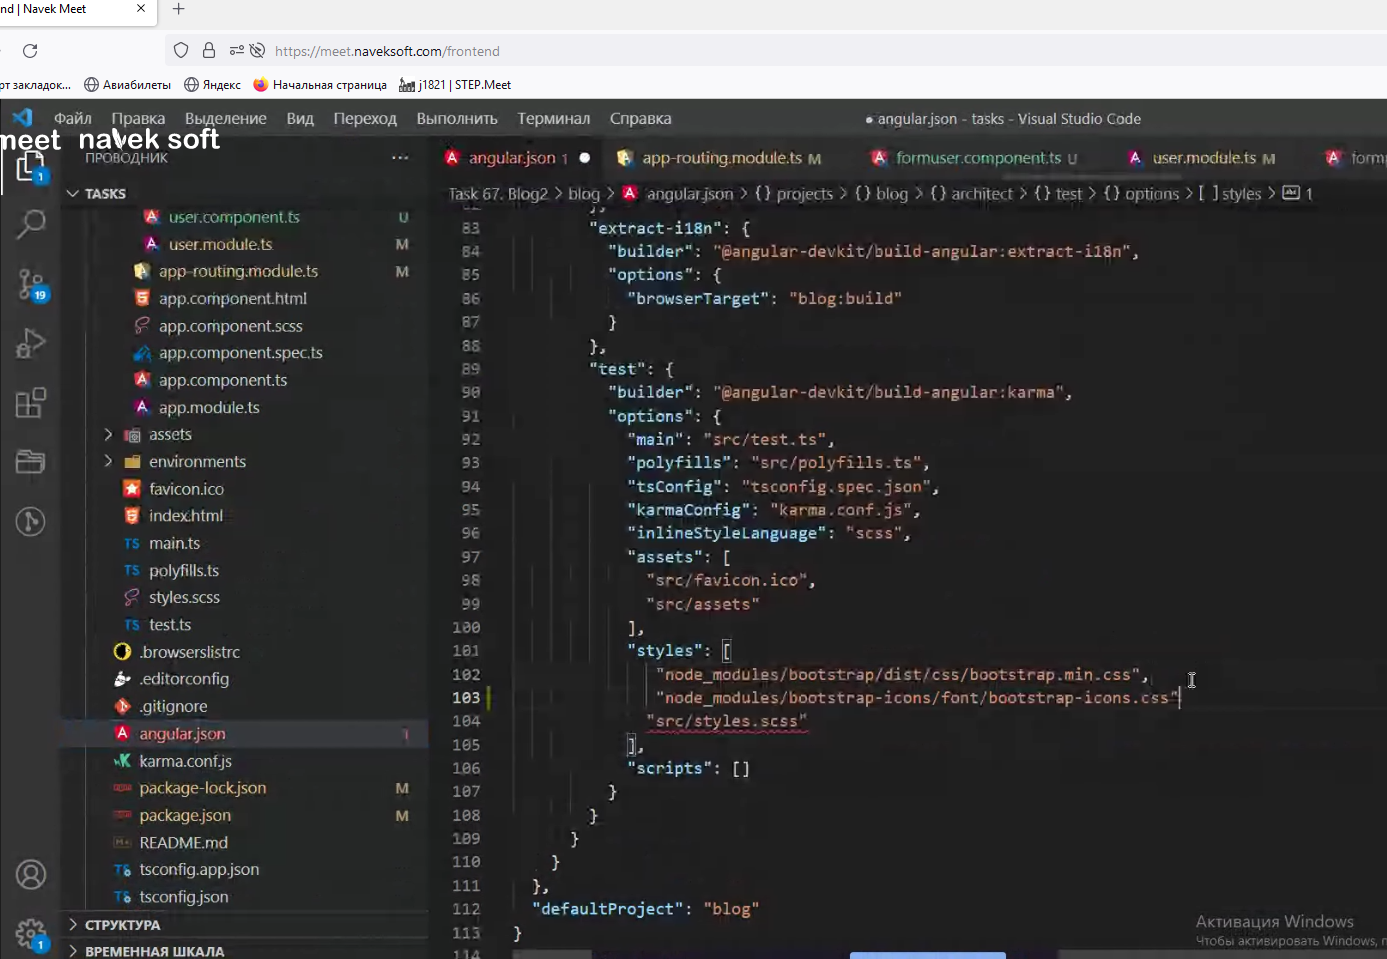 nd | Navek Meet
https://meet.naveksoft.com/frontend
рт закладок...
Авиабилеты
Яндекс
Начальная страница
j1821 | STEP.Meet
Файл Правка Выделение Вид Переход Выполнить Терминал Справка
angular.json - tasks - Visual Studio Code
meet navek soft
ПРОВОДНИК
angular.json 1
app-routing.module.ts M
formuser.component.ts U
user.module.ts M
form
TASKS
Task 67. Blog2 > blog > angular.json > {} projects > {} blog > {} architect > {} test > {} options > [ ] styles > 1
user.component.ts U
user.module.ts M
app-routing.module.ts M
app.component.html
app.component.scss
app.component.spec.ts
app.component.ts
app.module.ts
assets
environments
favicon.ico
index.html
TS main.ts
TS polyfills.ts
styles.scss
TS test.ts
.browserslistrc
.editorconfig
.gitignore
angular.json 1
karma.conf.js
package-lock.json M
package.json M
README.md
tsconfig.app.json
tsconfig.json
СТРУКТУРА
ВРЕМЕННАЯ ШКАЛА
1
19
1
82 },
83 "extract-i18n": {
84 "builder": "@angular-devkit/build-angular:extract-i18n",
85 "options": {
86 "browserTarget": "blog:build"
87 }
88 },
89 "test": {
90 "builder": "@angular-devkit/build-angular:karma",
91 "options": {
92 "main": "src/test.ts",
93 "polyfills": "src/polyfills.ts",
94 "tsConfig": "tsconfig.spec.json",
95 "karmaConfig": "karma.conf.js",
96 "inlineStyleLanguage": "scss",
97 "assets": [
98 "src/favicon.ico",
99 "src/assets"
100 ],
101 "styles": [
102 "node_modules/bootstrap/dist/css/bootstrap.min.css",
103 "node_modules/bootstrap-icons/font/bootstrap-icons.css"
104 "src/styles.scss"
105 ],
106 "scripts": []
107 }
108 }
109 }
110 }
111 },
112 "defaultProject": "blog"
113 }
114
Активация Windows
Чтобы активировать Windows,